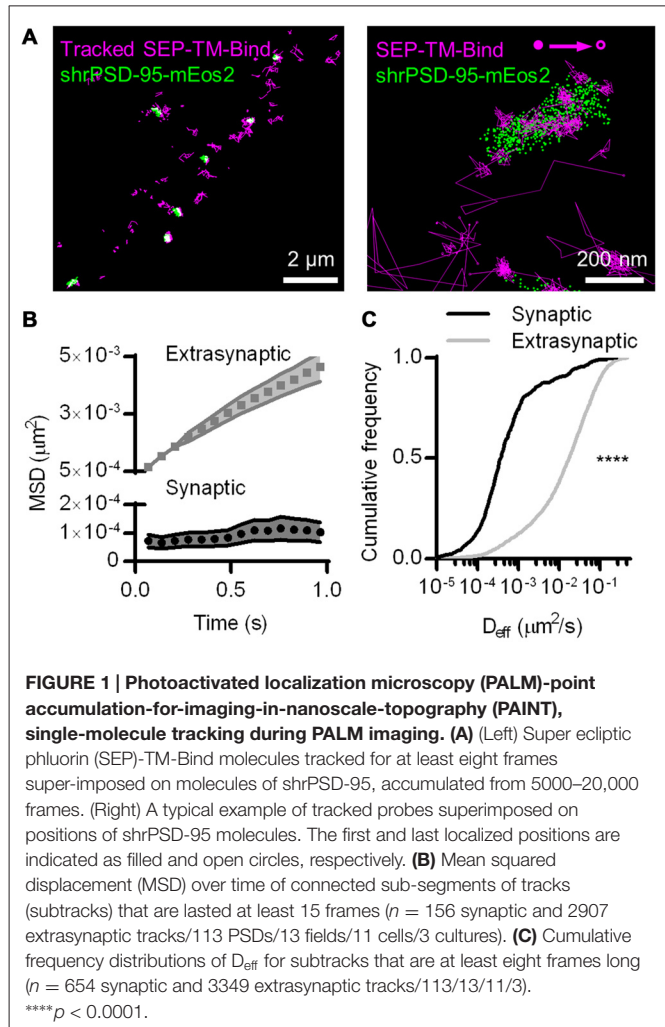 A
Tracked SEP-TM-Bind
shrPSD-95-mEos2
2 μm
SEP-TM-Bind
shrPSD-95-mEos2
200 nm
B
Extrasynaptic
5×10⁻³
3×10⁻³
5×10⁻⁴
Synaptic
2×10⁻⁴
1×10⁻⁴
0
MSD (μm²)
0.0 0.5 1.0
Time (s)
C
Synaptic
Extrasynaptic
1.0
0.5
0.0
Cumulative frequency
****
10⁻⁵ 10⁻⁴ 10⁻³ 10⁻² 10⁻¹
D_eff (μm²/s)
FIGURE 1 | Photoactivated localization microscopy (PALM)-point
accumulation-for-imaging-in-nanoscale-topography (PAINT),
single-molecule tracking during PALM imaging. (A) (Left) Super ecliptic
phluorin (SEP)-TM-Bind molecules tracked for at least eight frames
super-imposed on molecules of shrPSD-95, accumulated from 5000–20,000
frames. (Right) A typical example of tracked probes superimposed on
positions of shrPSD-95 molecules. The first and last localized positions are
indicated as filled and open circles, respectively. (B) Mean squared
displacement (MSD) over time of connected sub-segments of tracks
(subtracks) that are lasted at least 15 frames (n = 156 synaptic and 2907
extrasynaptic tracks/113 PSDs/13 fields/11 cells/3 cultures). (C) Cumulative
frequency distributions of D_eff for subtracks that are at least eight frames long
(n = 654 synaptic and 3349 extrasynaptic tracks/113/13/11/3).
****p < 0.0001.